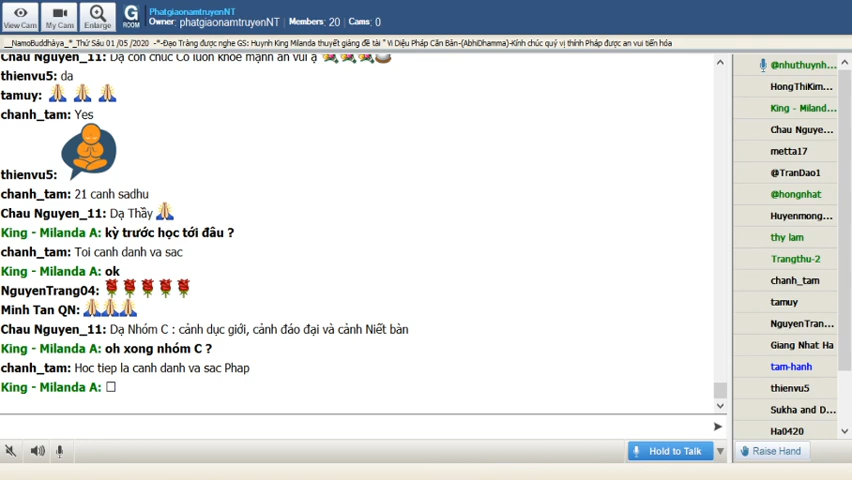 View Cam
My Cam
Enlarge
G
ROOM
PhatgiaonamtruyenNT
Owner: phatgiaonamtruyenNT | Members: 20 | Cams: 0
__NamoBuddhàya_*_Thứ Sáu 01 /05 /2020 -*-Đạo Tràng được nghe GS: Huynh King Milanda thuyết giảng đề tài " Vi Diệu Pháp Căn Bản-(AbhiDhamma)-Kính chúc quý vị thính Pháp được an vui tiến hóa
Chau Nguyen_11: Dạ con chúc Cô luôn khoẻ mạnh an vui ạ
thienvu5: da
tamuy:
chanh_tam: Yes
thienvu5:
chanh_tam: 21 canh sadhu
Chau Nguyen_11: Dạ Thầy
King - Milanda A: kỳ trước học tới đâu ?
chanh_tam: Toi canh danh va sac
King - Milanda A: ok
NguyenTrang04:
Minh Tan QN:
Chau Nguyen_11: Dạ Nhóm C : cảnh dục giới, cảnh đáo đại và cảnh Niết bàn
King - Milanda A: oh xong nhóm C ?
chanh_tam: Hoc tiep la canh danh va sac Phap
King - Milanda A:
@nhuthuynh...
HongThiKim...
King - Miland...
Chau Nguye...
metta17
@TranDao1
@hongnhat
Huyenmong...
thy lam
Trangthu-2
chanh_tam
tamuy
NguyenTran...
Giang Nhat Ha
tam-hanh
thienvu5
Sukha and D...
Ha0420
Hold to Talk
Raise Hand